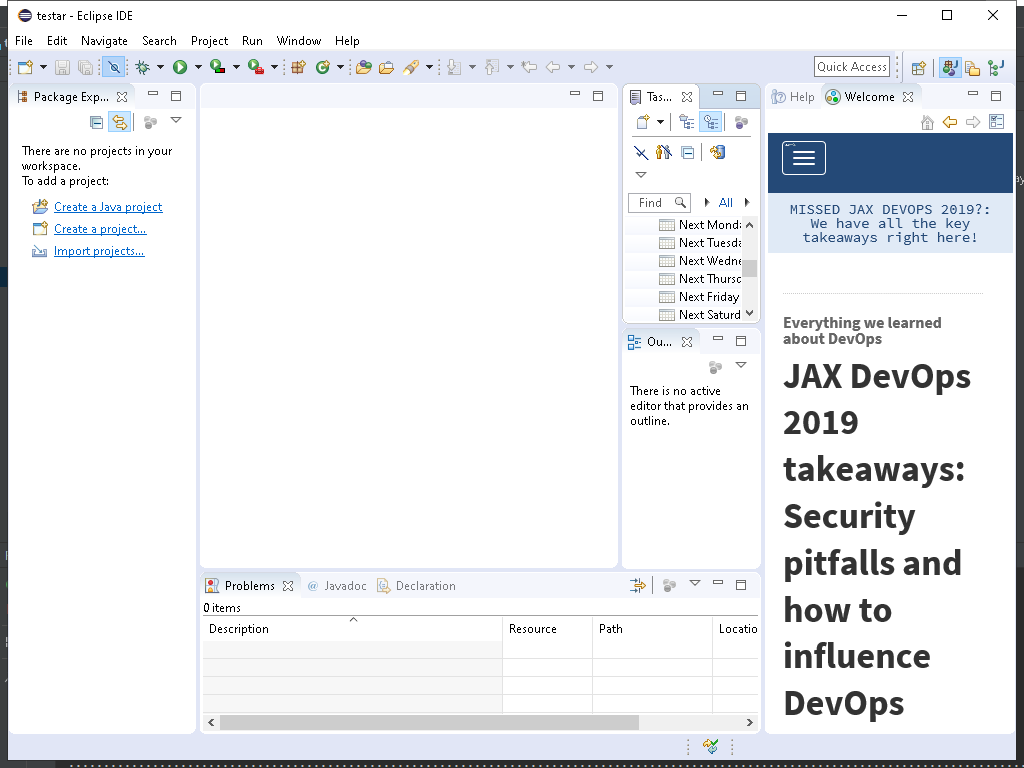 testar - Eclipse IDE
File Edit Navigate Search Project Run Window Help
Quick Access
Package Exp...
There are no projects in your
workspace.
To add a project:
Create a Java project
Create a project...
Import projects...
Tas...
Find
All
Next Mond
Next Tuesda
Next Wedne
Next Thursd
Next Friday
Next Saturd
Ou...
There is no active
editor that provides an
outline.
Help
Welcome
MISSED JAX DEVOPS 2019?:
We have all the key
takeaways right here!
Everything we learned
about DevOps
JAX DevOps
2019
takeaways:
Security
pitfalls and
how to
influence
DevOps
Problems
@ Javadoc
Declaration
0 items
Description Resource Path Locatio